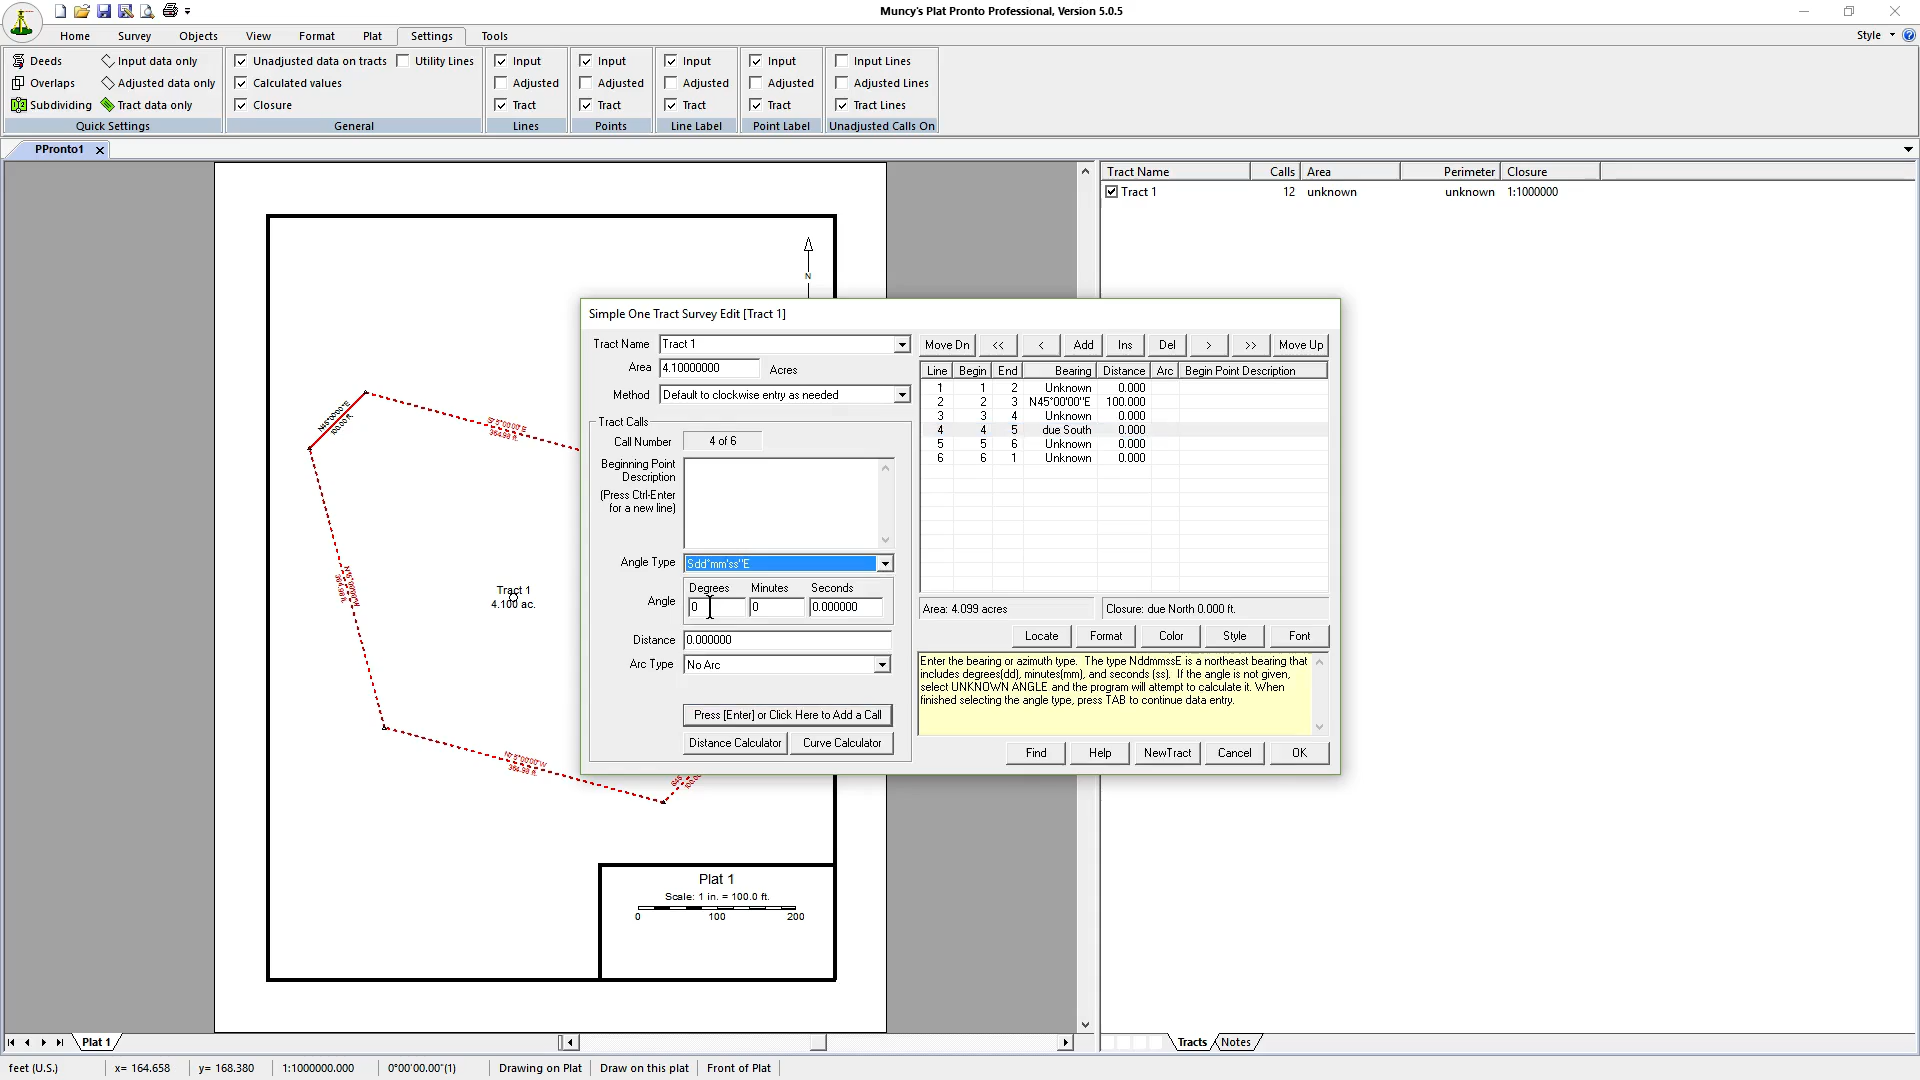 Muncy's Plat Pronto Professional, Version 5.0.5
Home Survey Objects View Format Plat Settings Tools Style
Deeds Input data only Unadjusted data on tracts Utility Lines Input Input Input Input Input Lines
Overlaps Adjusted data only Calculated values Adjusted Adjusted Adjusted Adjusted Adjusted Lines
Subdividing Tract data only Closure Tract Tract Tract Tract Tract Lines
Quick Settings General Lines Points Line Label Point Label Unadjusted Calls On
PPronto1
Tract Name Calls Area Perimeter Closure
Tract 1 12 unknown unknown 1:1000000
N
N45°00'00"E
100.00 ft.
364.98 ft.
Tract 1
4.100 ac.
364.98 ft.
Plat 1
Scale: 1 in. = 100.0 ft.
0 100 200
Simple One Tract Survey Edit [Tract 1]
Tract Name Tract 1
Area 4.10000000 Acres
Method Default to clockwise entry as needed
Tract Calls
Call Number 4 of 6
Beginning Point
Description
(Press Ctrl-Enter
for a new line)
Angle Type Sdd°mm'ss"E
Degrees Minutes Seconds
Angle 0 0 0.000000
Distance 0.000000
Arc Type No Arc
Press [Enter] or Click Here to Add a Call
Distance Calculator Curve Calculator
Move Dn << < Add Ins Del > >> Move Up
Line Begin End Bearing Distance Arc Begin Point Description
1 1 2 Unknown 0.000
2 2 3 N45°00'00"E 100.000
3 3 4 Unknown 0.000
4 4 5 due South 0.000
5 5 6 Unknown 0.000
6 6 1 Unknown 0.000
Area: 4.099 acres Closure: due North 0.000 ft.
Locate Format Color Style Font
Enter the bearing or azimuth type. The type NddmmssE is a northeast bearing that
includes degrees(dd), minutes(mm), and seconds (ss). If the angle is not given,
select UNKNOWN ANGLE and the program will attempt to calculate it. When
finished selecting the angle type, press TAB to continue data entry.
Find Help NewTract Cancel OK
Plat 1 Tracts Notes
feet (U.S.) x= 164.658 y= 168.380 1:1000000.000 0°00'00.00"(1) Drawing on Plat Draw on this plat Front of Plat